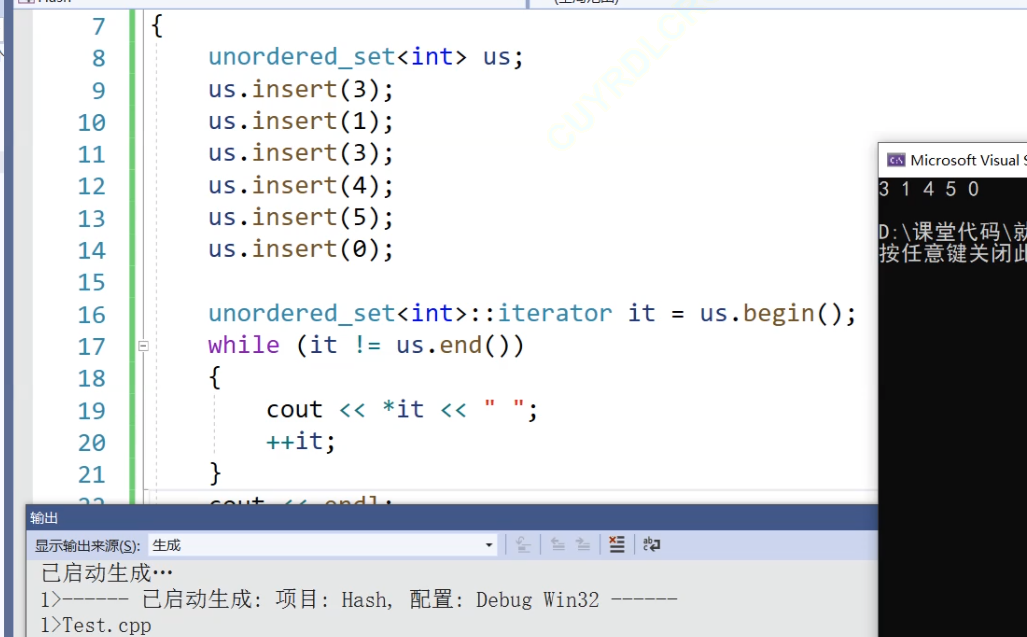 7 {
8 unordered_set<int> us;
9 us.insert(3);
10 us.insert(1);
11 us.insert(3);
12 us.insert(4);
13 us.insert(5);
14 us.insert(0);
15
16 unordered_set<int>::iterator it = us.begin();
17 while (it != us.end())
18 {
19 cout << *it << " ";
20 ++it;
21 }
22 cout << endl;
Microsoft Visual S
3 1 4 5 0
D:\课堂代码\就
按任意键关闭此
输出
显示输出来源(S): 生成
已启动生成…
1>------ 已启动生成: 项目: Hash, 配置: Debug Win32 ------
1>Test.cpp